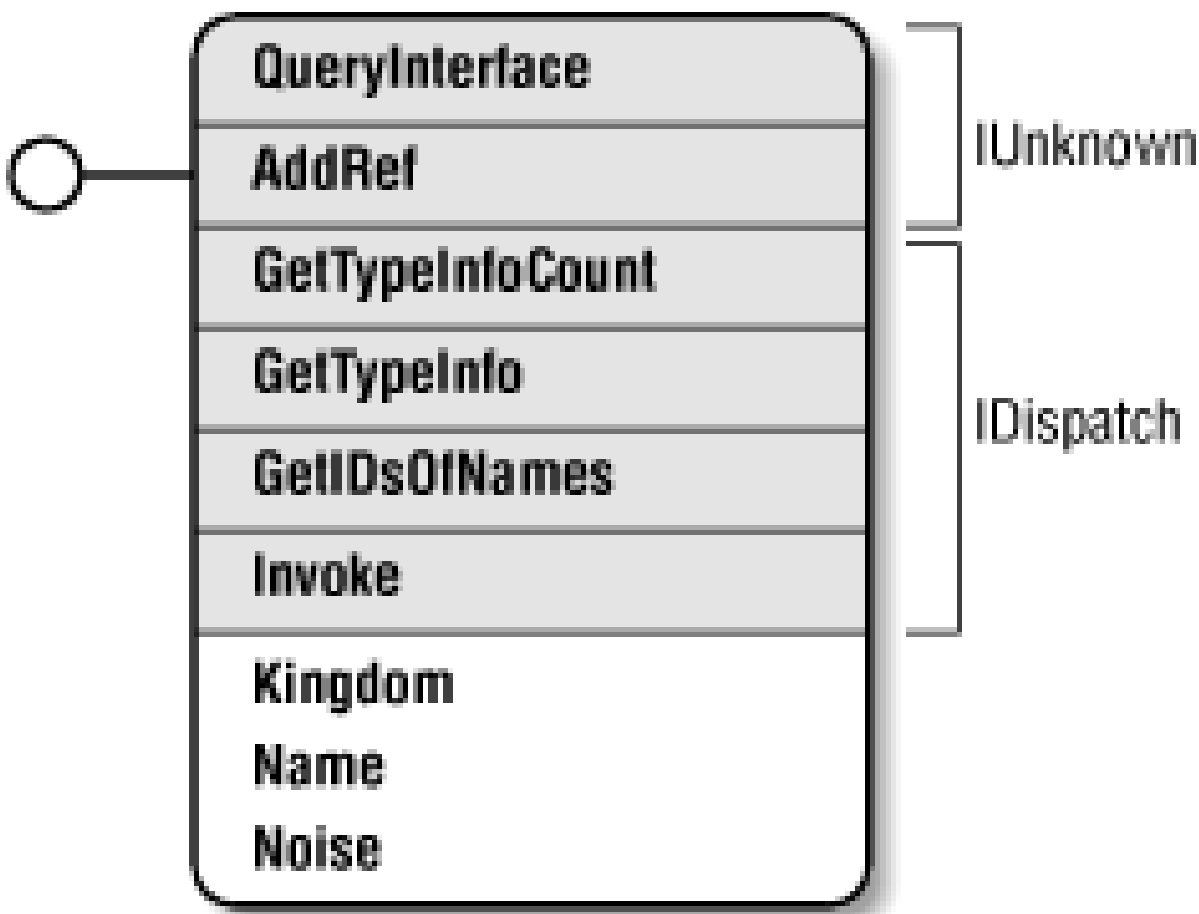 QueryInterface
AddRef
IUnknown
GetTypeInfoCount
GetTypeInfo
GetIDsOfNames
Invoke
IDispatch
Kingdom
Name
Noise